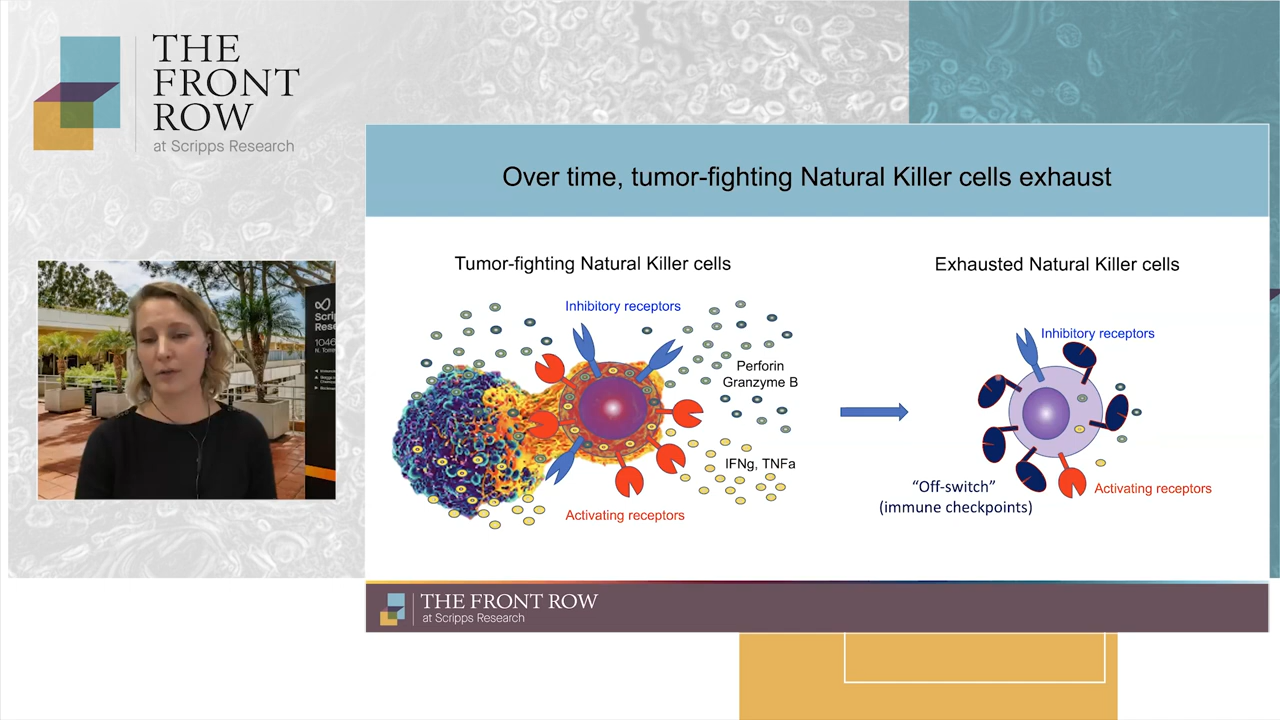 THE
FRONT
ROW
at Scripps Research
Over time, tumor-fighting Natural Killer cells exhaust
Tumor-fighting Natural Killer cells
Exhausted Natural Killer cells
Inhibitory receptors
Inhibitory receptors
Perforin
Granzyme B
IFNg, TNFa
"Off-switch"
(immune checkpoints)
Activating receptors
Activating receptors
THE FRONT ROW
at Scripps Research
1046